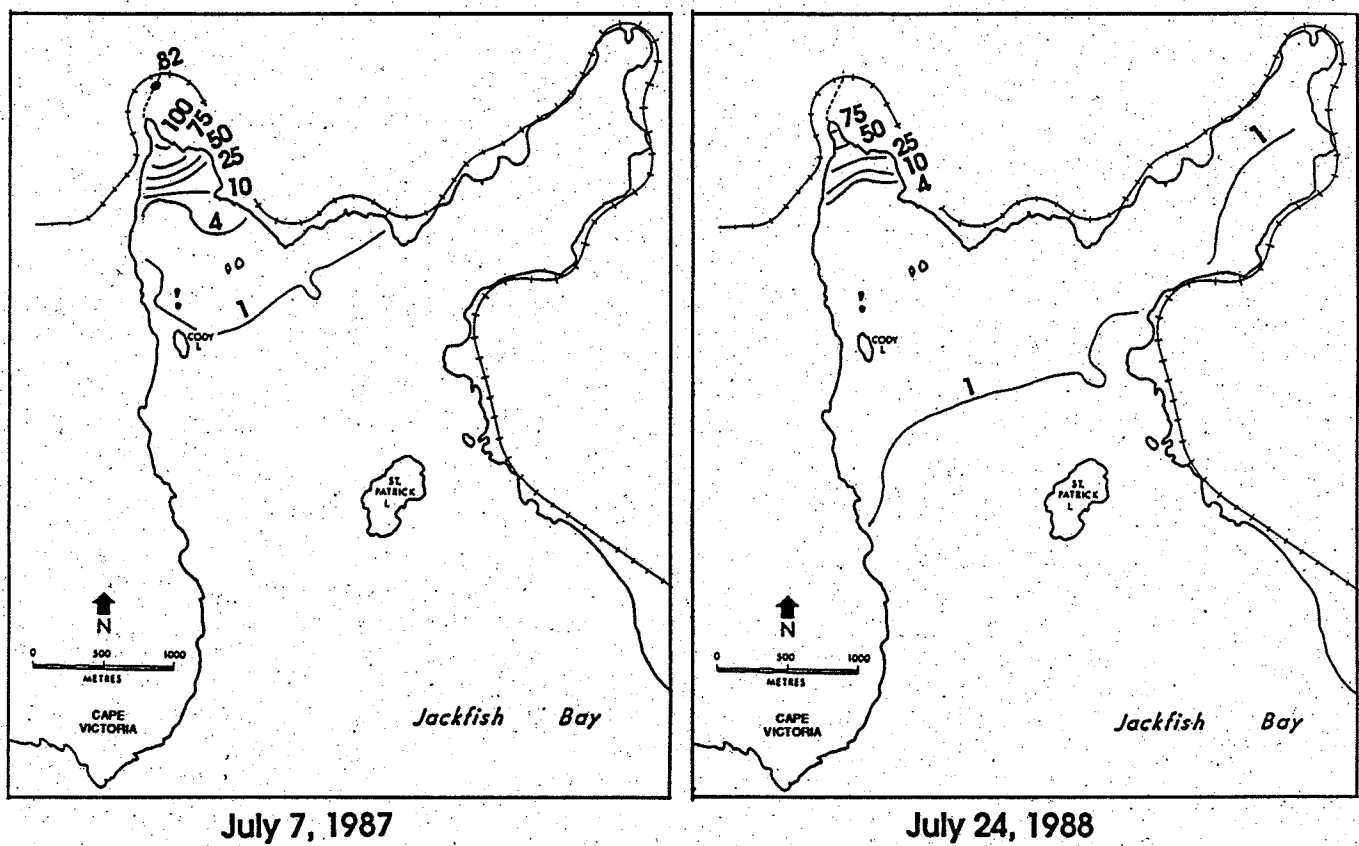 82
100
75
50
25
10
4
1
CODY
I.
ST.
PATRICK
I.
N
0 500 1000
METRES
CAPE
VICTORIA
Jackfish Bay
July 7, 1987
75
50
25
10
4
1
CODY
I.
1
ST.
PATRICK
I.
N
0 500 1000
METRES
CAPE
VICTORIA
Jackfish Bay
July 24, 1988